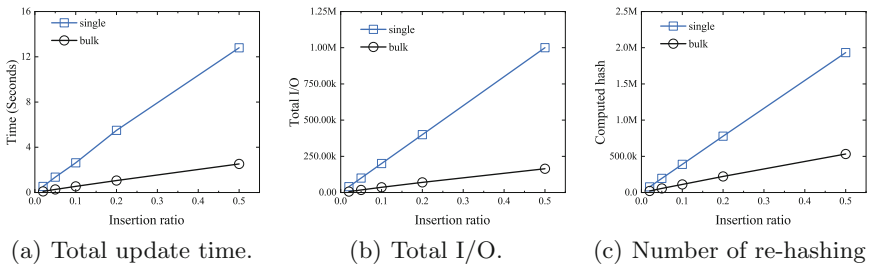 16
12
8
4
0
0.0 0.1 0.2 0.3 0.4 0.5
Time (Seconds)
Insertion ratio
single
bulk
(a) Total update time.
1.25M
1.00M
750.00k
500.00k
250.00k
0.00
0.0 0.1 0.2 0.3 0.4 0.5
Total I/O
Insertion ratio
single
bulk
(b) Total I/O.
2.5M
2.0M
1.5M
1.0M
500.0k
0.0
0.0 0.1 0.2 0.3 0.4 0.5
Computed hash
Insertion ratio
single
bulk
(c) Number of re-hashing